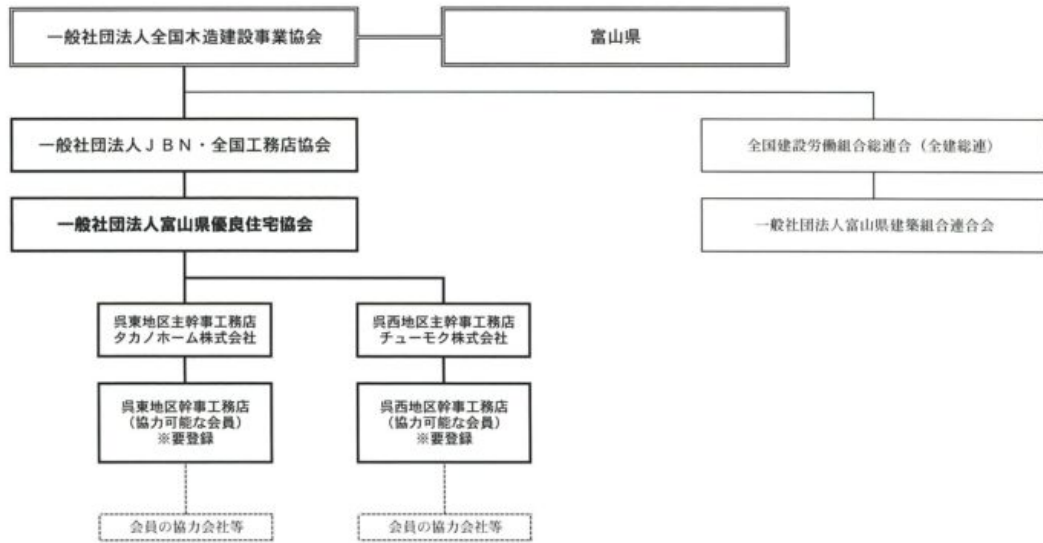 一般社団法人全国木造建設事業協会
富山県
一般社団法人ＪＢＮ・全国工務店協会
全国建設労働組合総連合（全建総連）
一般社団法人富山県優良住宅協会
一般社団法人富山県建築組合連合会
呉東地区主幹事工務店
タカノホーム株式会社
呉西地区主幹事工務店
チューモク株式会社
呉東地区幹事工務店
（協力可能な会員）
※要登録
呉西地区幹事工務店
（協力可能な会員）
※要登録
会員の協力会社等
会員の協力会社等